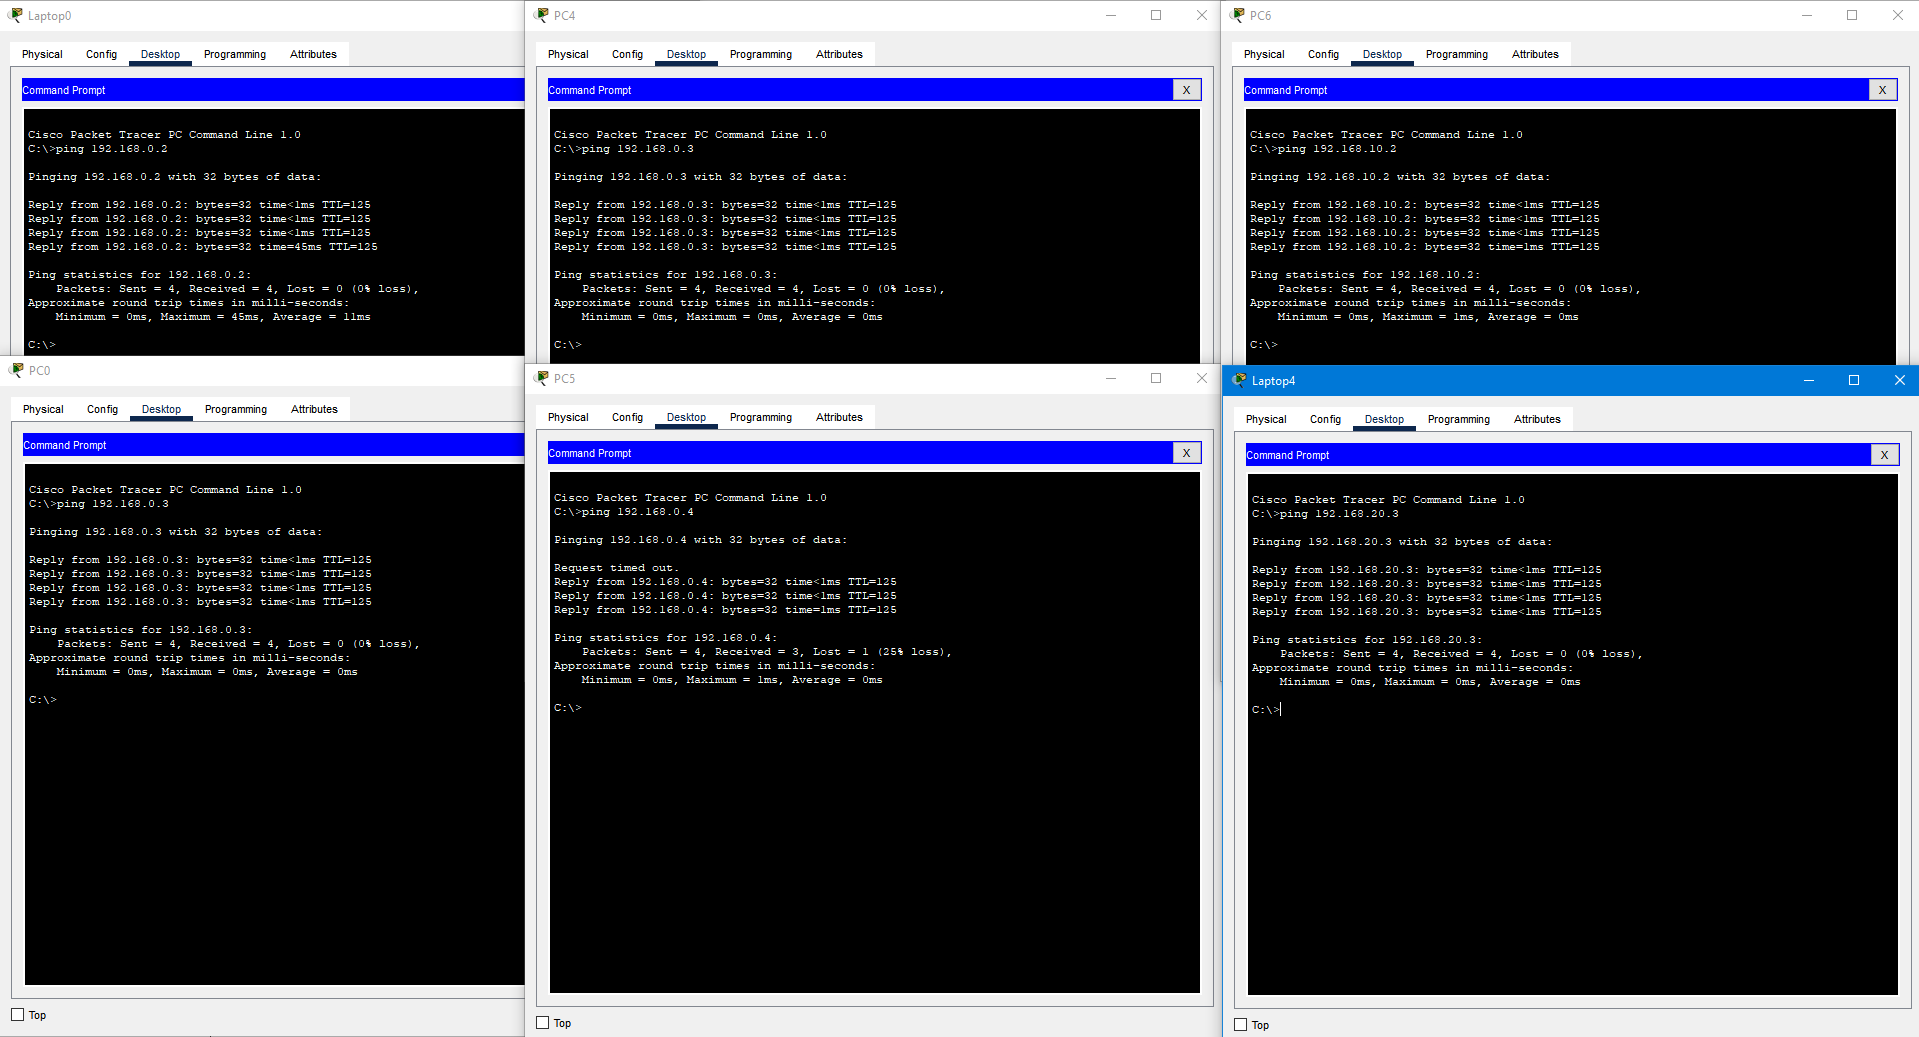 Laptop0
Physical Config Desktop Programming Attributes
Command Prompt
Cisco Packet Tracer PC Command Line 1.0
C:\>ping 192.168.0.2
Pinging 192.168.0.2 with 32 bytes of data:
Reply from 192.168.0.2: bytes=32 time<1ms TTL=125
Reply from 192.168.0.2: bytes=32 time<1ms TTL=125
Reply from 192.168.0.2: bytes=32 time<1ms TTL=125
Reply from 192.168.0.2: bytes=32 time=45ms TTL=125
Ping statistics for 192.168.0.2:
Packets: Sent = 4, Received = 4, Lost = 0 (0% loss),
Approximate round trip times in milli-seconds:
Minimum = 0ms, Maximum = 45ms, Average = 11ms
C:\>
PC4
Physical Config Desktop Programming Attributes
Command Prompt
X
Cisco Packet Tracer PC Command Line 1.0
C:\>ping 192.168.0.3
Pinging 192.168.0.3 with 32 bytes of data:
Reply from 192.168.0.3: bytes=32 time<1ms TTL=125
Reply from 192.168.0.3: bytes=32 time<1ms TTL=125
Reply from 192.168.0.3: bytes=32 time<1ms TTL=125
Reply from 192.168.0.3: bytes=32 time<1ms TTL=125
Ping statistics for 192.168.0.3:
Packets: Sent = 4, Received = 4, Lost = 0 (0% loss),
Approximate round trip times in milli-seconds:
Minimum = 0ms, Maximum = 0ms, Average = 0ms
C:\>
PC6
Physical Config Desktop Programming Attributes
Command Prompt
X
Cisco Packet Tracer PC Command Line 1.0
C:\>ping 192.168.10.2
Pinging 192.168.10.2 with 32 bytes of data:
Reply from 192.168.10.2: bytes=32 time<1ms TTL=125
Reply from 192.168.10.2: bytes=32 time<1ms TTL=125
Reply from 192.168.10.2: bytes=32 time<1ms TTL=125
Reply from 192.168.10.2: bytes=32 time=1ms TTL=125
Ping statistics for 192.168.10.2:
Packets: Sent = 4, Received = 4, Lost = 0 (0% loss),
Approximate round trip times in milli-seconds:
Minimum = 0ms, Maximum = 1ms, Average = 0ms
C:\>
PC0
Physical Config Desktop Programming Attributes
Command Prompt
Cisco Packet Tracer PC Command Line 1.0
C:\>ping 192.168.0.3
Pinging 192.168.0.3 with 32 bytes of data:
Reply from 192.168.0.3: bytes=32 time<1ms TTL=125
Reply from 192.168.0.3: bytes=32 time<1ms TTL=125
Reply from 192.168.0.3: bytes=32 time<1ms TTL=125
Reply from 192.168.0.3: bytes=32 time<1ms TTL=125
Ping statistics for 192.168.0.3:
Packets: Sent = 4, Received = 4, Lost = 0 (0% loss),
Approximate round trip times in milli-seconds:
Minimum = 0ms, Maximum = 0ms, Average = 0ms
C:\>
Top
PC5
Physical Config Desktop Programming Attributes
Command Prompt
X
Cisco Packet Tracer PC Command Line 1.0
C:\>ping 192.168.0.4
Pinging 192.168.0.4 with 32 bytes of data:
Request timed out.
Reply from 192.168.0.4: bytes=32 time<1ms TTL=125
Reply from 192.168.0.4: bytes=32 time<1ms TTL=125
Reply from 192.168.0.4: bytes=32 time=1ms TTL=125
Ping statistics for 192.168.0.4:
Packets: Sent = 4, Received = 3, Lost = 1 (25% loss),
Approximate round trip times in milli-seconds:
Minimum = 0ms, Maximum = 1ms, Average = 0ms
C:\>
Top
Laptop4
Physical Config Desktop Programming Attributes
Command Prompt
X
Cisco Packet Tracer PC Command Line 1.0
C:\>ping 192.168.20.3
Pinging 192.168.20.3 with 32 bytes of data:
Reply from 192.168.20.3: bytes=32 time<1ms TTL=125
Reply from 192.168.20.3: bytes=32 time<1ms TTL=125
Reply from 192.168.20.3: bytes=32 time<1ms TTL=125
Reply from 192.168.20.3: bytes=32 time<1ms TTL=125
Ping statistics for 192.168.20.3:
Packets: Sent = 4, Received = 4, Lost = 0 (0% loss),
Approximate round trip times in milli-seconds:
Minimum = 0ms, Maximum = 0ms, Average = 0ms
C:\>
Top